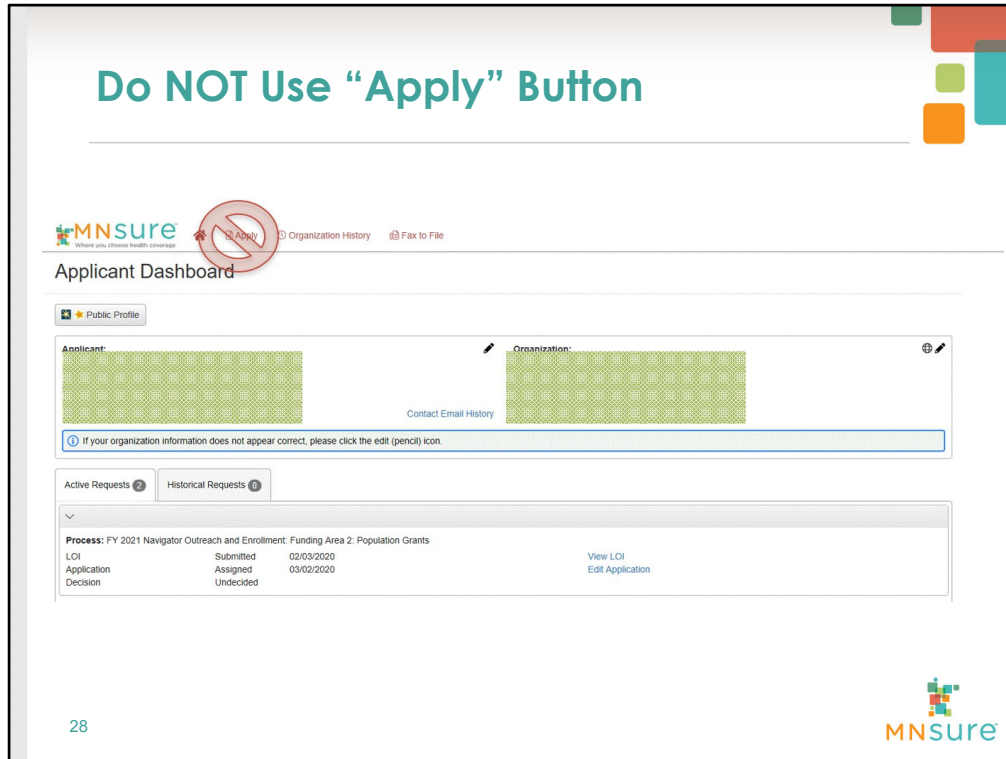 Do NOT Use “Apply” Button
MNsure
Where you choose health coverage
Apply
Organization History
Fax to File
Applicant Dashboard
Public Profile
Applicant:
Organization:
Contact Email History
If your organization information does not appear correct, please click the edit (pencil) icon.
Active Requests 2
Historical Requests 0
Process: FY 2021 Navigator Outreach and Enrollment: Funding Area 2: Population Grants
LOI Submitted 02/03/2020 View LOI
Application Assigned 03/02/2020 Edit Application
Decision Undecided
28
MNsure